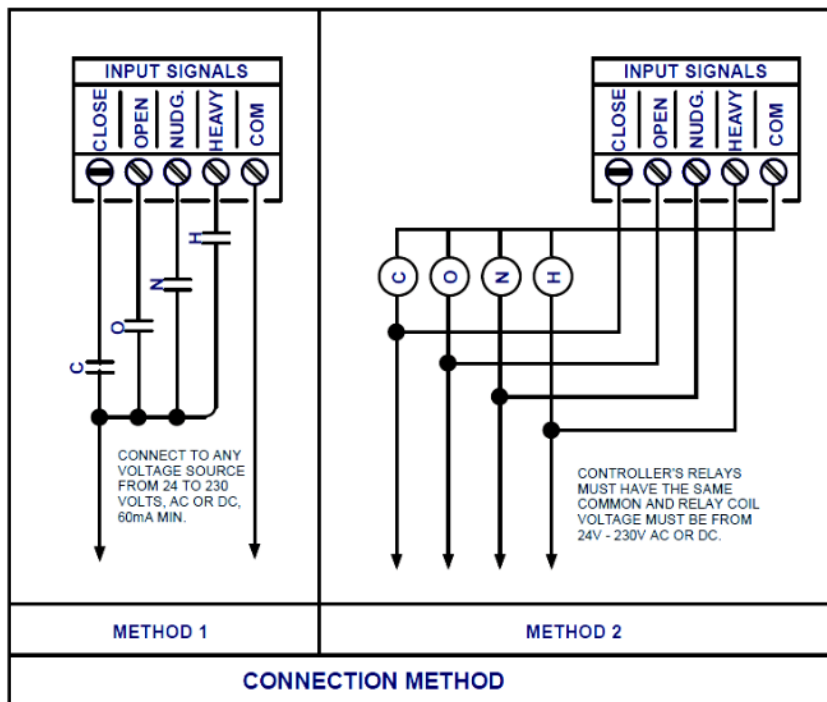 INPUT SIGNALS
CLOSE
OPEN
NUDG.
HEAVY
COM
H
N
O
C
CONNECT TO ANY
VOLTAGE SOURCE
FROM 24 TO 230
VOLTS, AC OR DC,
60mA MIN.
METHOD 1
INPUT SIGNALS
CLOSE
OPEN
NUDG.
HEAVY
COM
C
O
N
H
CONTROLLER'S RELAYS
MUST HAVE THE SAME
COMMON AND RELAY COIL
VOLTAGE MUST BE FROM
24V - 230V AC OR DC.
METHOD 2
CONNECTION METHOD